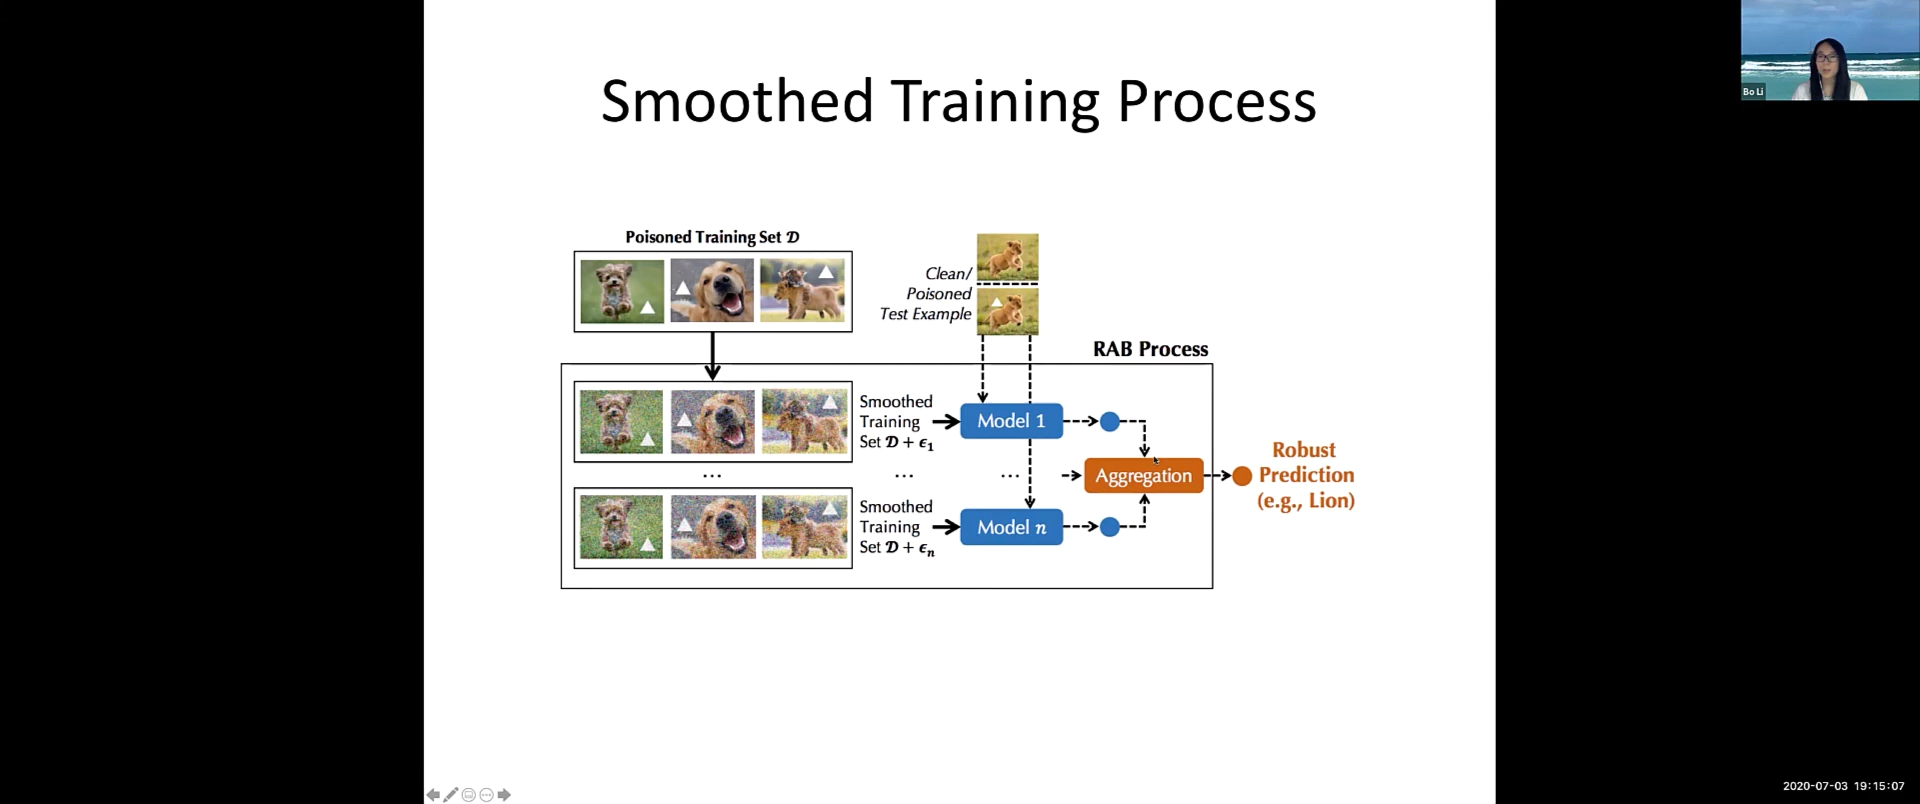 Smoothed Training Process
Bo Li
Poisoned Training Set 𝓓
Clean/
Poisoned
Test Example
RAB Process
Smoothed
Training
Set 𝓓 + ϵ₁
Model 1
...
...
...
Aggregation
Robust
Prediction
(e.g., Lion)
Smoothed
Training
Set 𝓓 + ϵₙ
Model n
2020-07-03 19:15:07